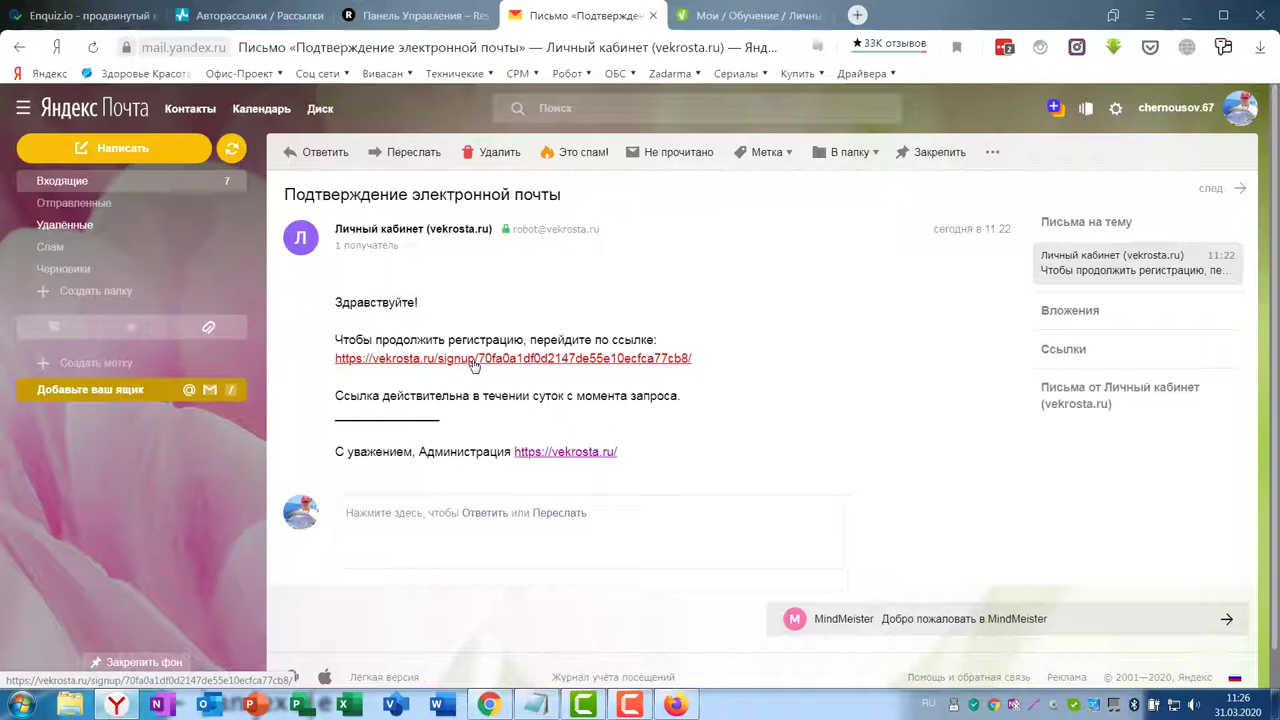 Enquiz.io - продвинутый к
Авторассылки / Рассылки
Панель Управления – Res
Письмо «Подтвержден
Мои / Обучение / Личны
mail.yandex.ru
Письмо «Подтверждение электронной почты» — Личный кабинет (vekrosta.ru) — Янд...
★33K отзывов
Яндекс
Здоровье Красота
Офис-Проект
Соц сети
Вивасан
Технические
СРМ
Робот
ОБС
Zadarma
Сериалы
Купить
Драйвера
Яндекс Почта
Контакты
Календарь
Диск
Поиск
chernousov.67
Написать
Ответить
Переслать
Удалить
Это спам!
Не прочитано
Метка
В папку
Закрепить
Входящие 7
Отправленные
Удалённые
Спам
Черновики
Создать папку
Создать метку
Добавьте ваш ящик
Подтверждение электронной почты
след.
Л
Личный кабинет (vekrosta.ru)
robot@vekrosta.ru
сегодня в 11:22
1 получатель
Здравствуйте!
Чтобы продолжить регистрацию, перейдите по ссылке:
https://vekrosta.ru/signup/70fa0a1df0d2147de55e10ecfca77cb8/
Ссылка действительна в течении суток с момента запроса.
С уважением, Администрация https://vekrosta.ru/
Нажмите здесь, чтобы Ответить или Переслать
Письма на тему
Личный кабинет (vekrosta.ru) 11:22
Чтобы продолжить регистрацию, пе...
Вложения
Ссылки
Письма от Личный кабинет
(vekrosta.ru)
M
MindMeister Добро пожаловать в MindMeister
Закрепить фон
https://vekrosta.ru/signup/70fa0a1df0d2147de55e10ecfca77cb8/
Лёгкая версия
Журнал учёта посещений
Помощь и обратная связь
Реклама
© 2001—2020, Яндекс
RU
11:26
31.03.2020